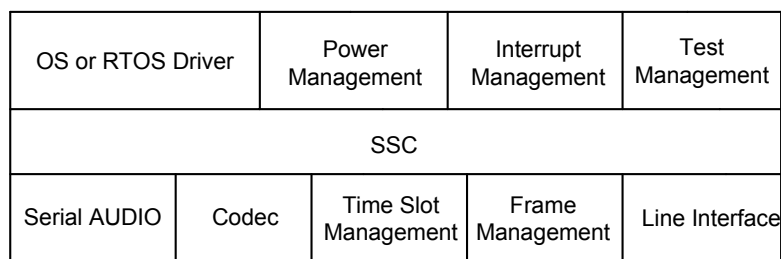 OS or RTOS Driver
Power
Management
Interrupt
Management
Test
Management
SSC
Serial AUDIO
Codec
Time Slot
Management
Frame
Management
Line Interface